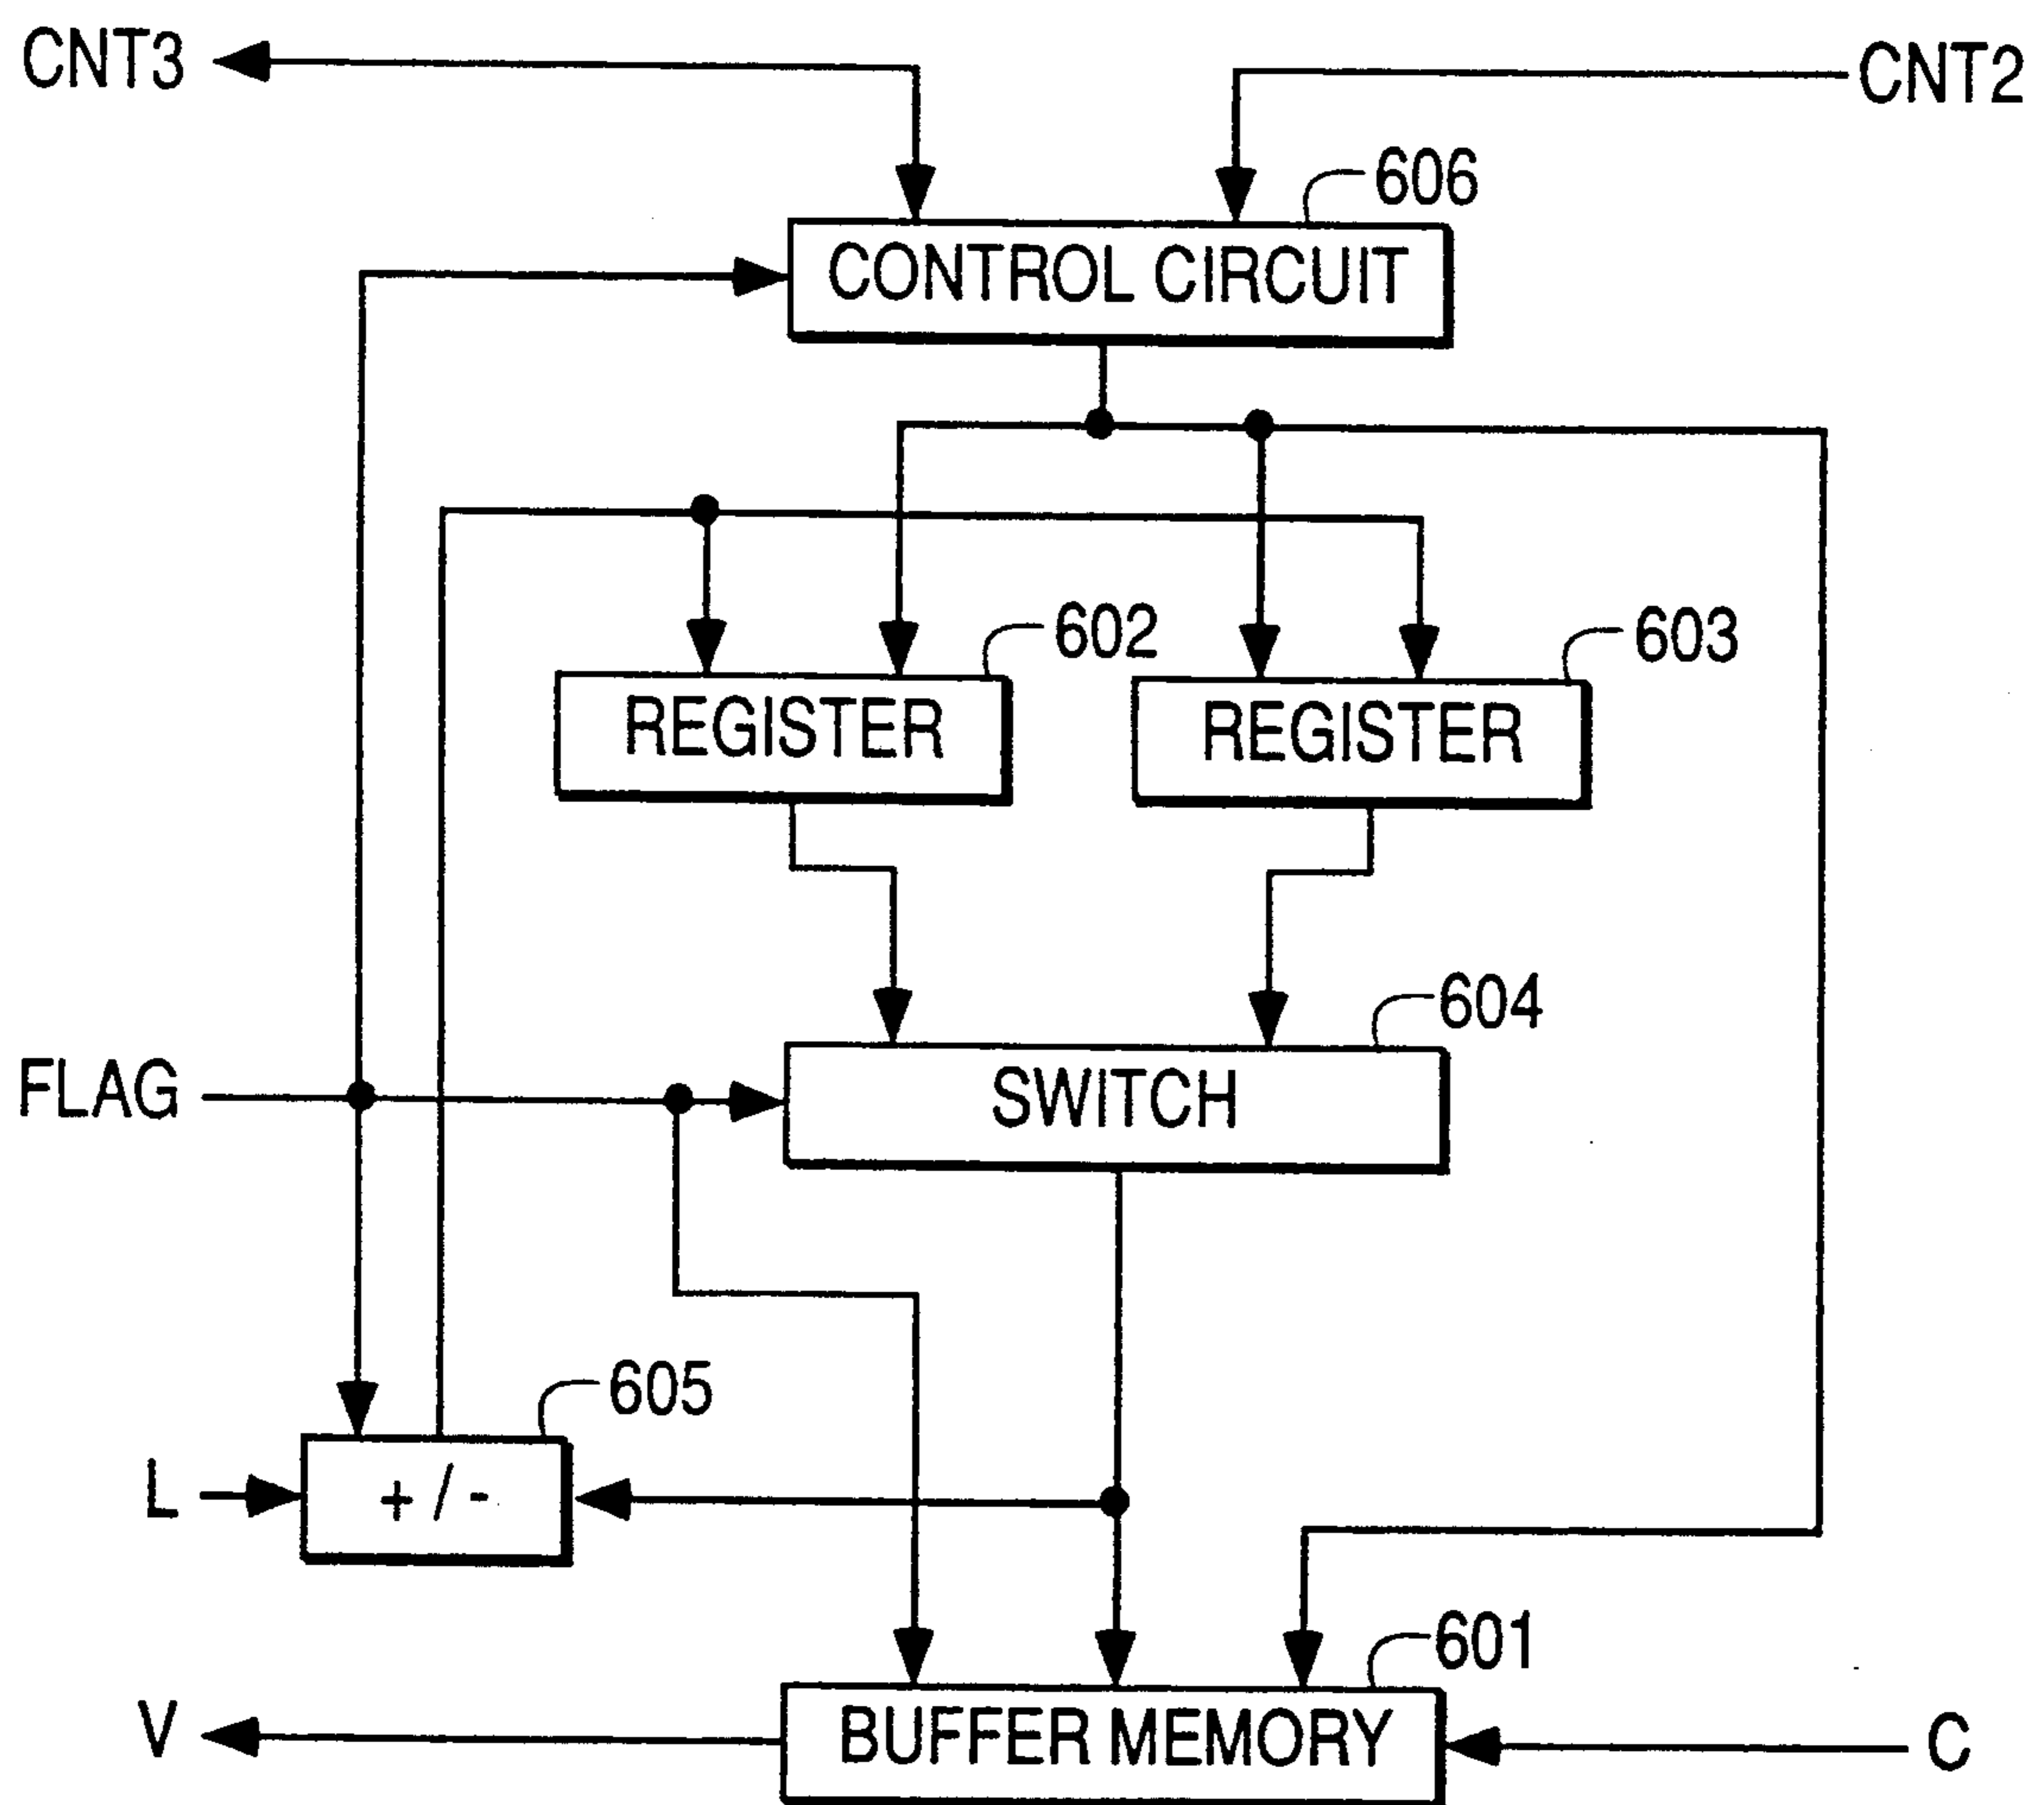 CNT3
CNT2
606
CONTROL CIRCUIT
602
603
REGISTER
REGISTER
604
FLAG
SWITCH
605
L
+ / -
601
V
BUFFER MEMORY
C